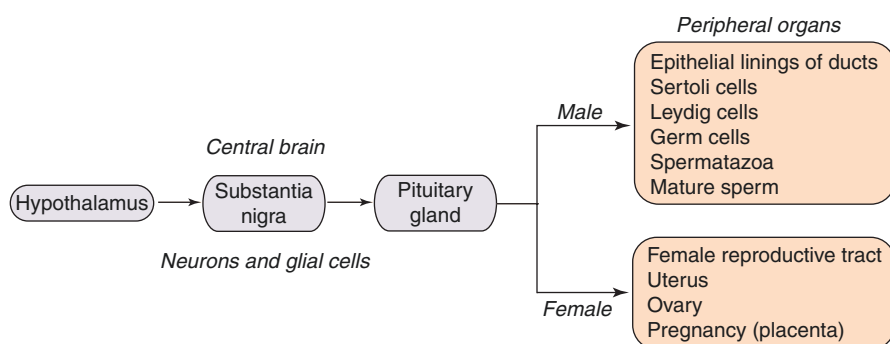 Peripheral organs
Epithelial linings of ducts
Sertoli cells
Leydig cells
Germ cells
Spermatazoa
Mature sperm
Male
Central brain
Hypothalamus
Substantia
nigra
Pituitary
gland
Neurons and glial cells
Female
Female reproductive tract
Uterus
Ovary
Pregnancy (placenta)